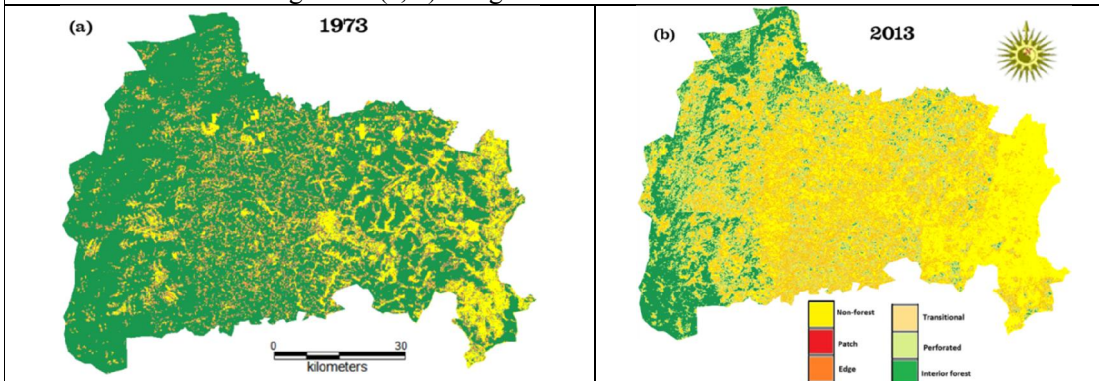 (a) 1973
(b) 2013
0 30
kilometers
Non-forest Transitional
Patch Perforated
Edge Interior forest